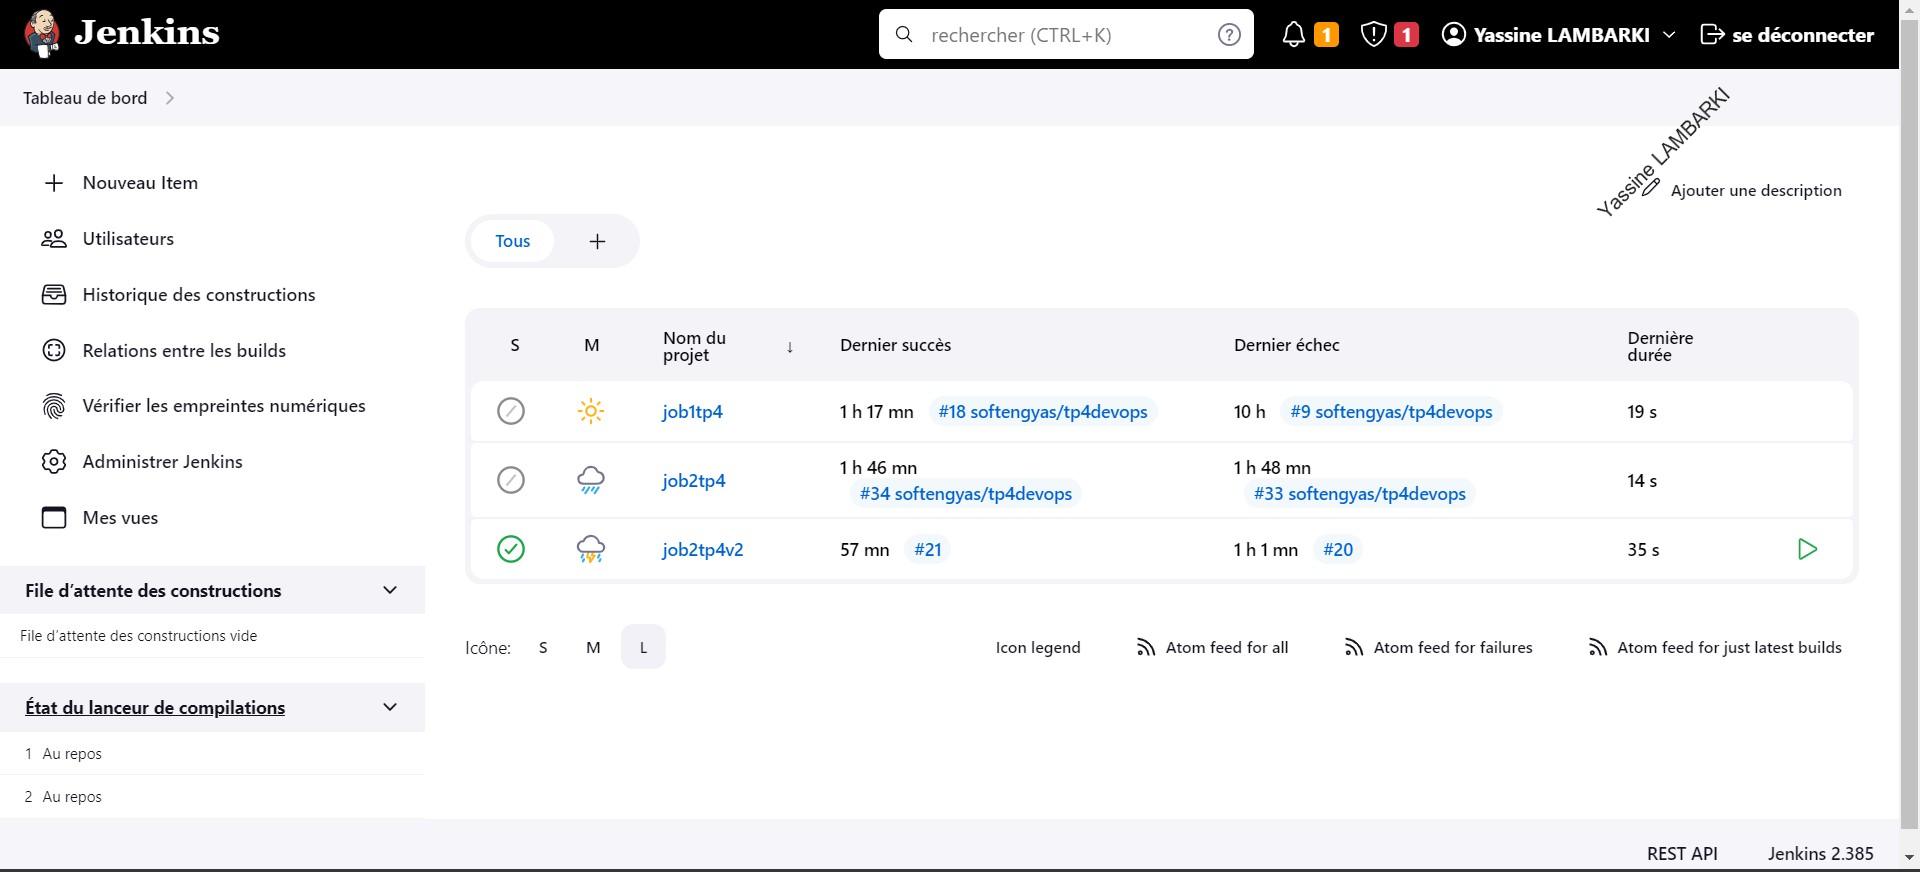 Jenkins
rechercher (CTRL+K)
1
1
Yassine LAMBARKI
se déconnecter
Tableau de bord
Yassine LAMBARKI
Nouveau Item
Utilisateurs
Historique des constructions
Relations entre les builds
Vérifier les empreintes numériques
Administrer Jenkins
Mes vues
File d’attente des constructions
File d’attente des constructions vide
État du lanceur de compilations
1 Au repos
2 Au repos
Ajouter une description
Tous
S M Nom du projet ↓ Dernier succès Dernier échec Dernière durée
job1tp4 1 h 17 mn #18 softengyas/tp4devops 10 h #9 softengyas/tp4devops 19 s
job2tp4 1 h 46 mn #34 softengyas/tp4devops 1 h 48 mn #33 softengyas/tp4devops 14 s
job2tp4v2 57 mn #21 1 h 1 mn #20 35 s
Icône: S M L
Icon legend Atom feed for all Atom feed for failures Atom feed for just latest builds
REST API Jenkins 2.385